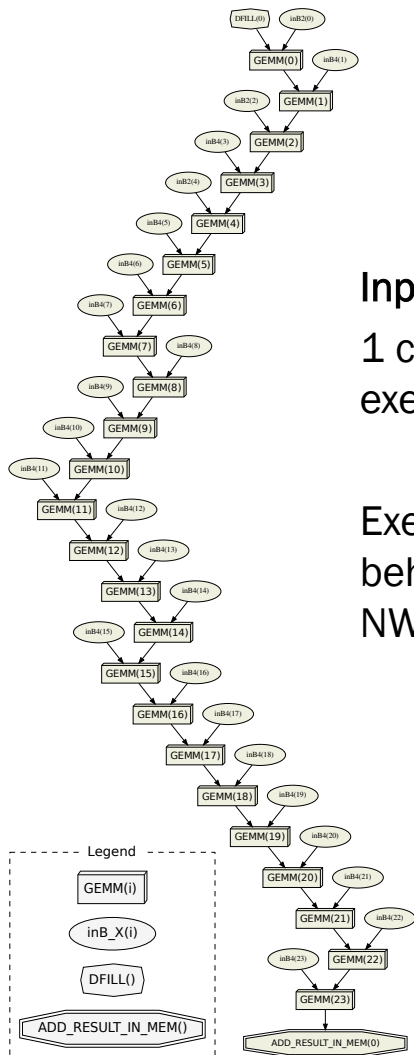 DFILL(0)
inB2(0)
GEMM(0)
inB4(1)
GEMM(1)
inB2(2)
GEMM(2)
inB4(3)
GEMM(3)
inB2(4)
GEMM(4)
inB4(5)
GEMM(5)
inB4(6)
GEMM(6)
inB4(7)
GEMM(7)
inB4(8)
GEMM(8)
inB4(9)
GEMM(9)
inB4(10)
GEMM(10)
inB4(11)
GEMM(11)
inB4(12)
GEMM(12)
inB4(13)
GEMM(13)
inB4(14)
GEMM(14)
inB4(15)
GEMM(15)
inB4(16)
GEMM(16)
inB4(17)
GEMM(17)
inB4(18)
GEMM(18)
inB4(19)
GEMM(19)
inB4(20)
GEMM(20)
inB4(21)
GEMM(21)
inB4(22)
GEMM(22)
inB4(23)
GEMM(23)
ADD_RESULT_IN_MEM(0)
Legend
GEMM(i)
inB_X(i)
DFILL()
ADD_RESULT_IN_MEM()
Inp
1 c
exe
Exe
beh
NW